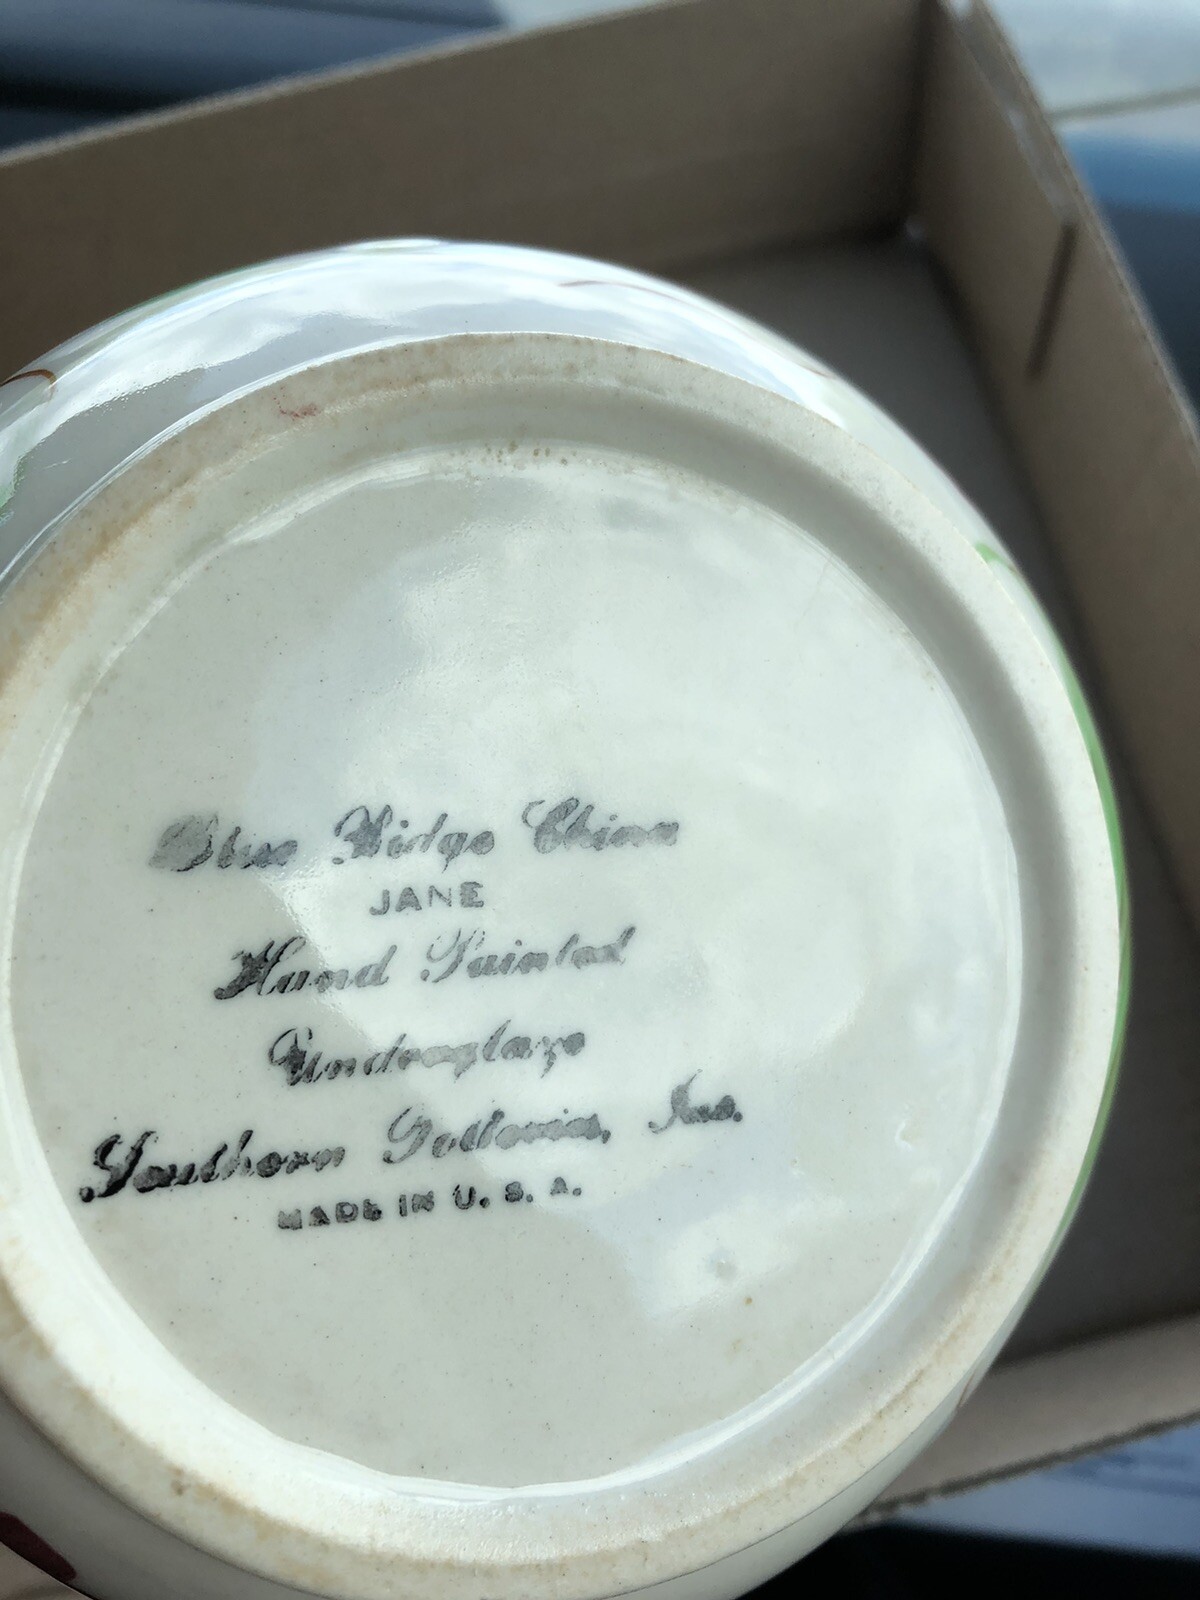 Blue Ridge China
JANE
Hand Painted
Underglaze
Southern Potteries, Inc.
MADE IN U. S. A.